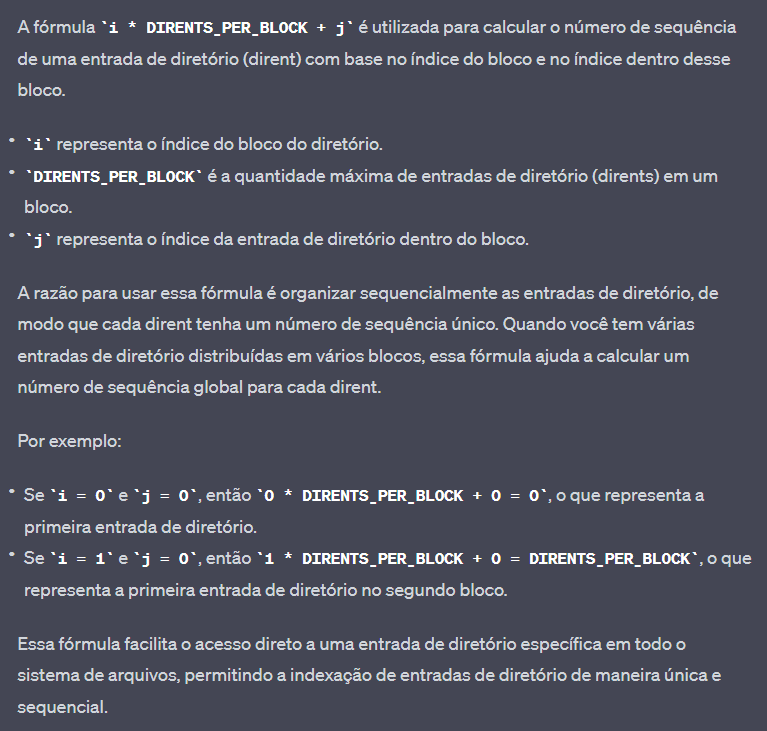 A fórmula `i * DIRENTS_PER_BLOCK + j` é utilizada para calcular o número de sequência
de uma entrada de diretório (dirent) com base no índice do bloco e no índice dentro desse
bloco.
• `i` representa o índice do bloco do diretório.
• `DIRENTS_PER_BLOCK` é a quantidade máxima de entradas de diretório (dirents) em um
bloco.
• `j` representa o índice da entrada de diretório dentro do bloco.
A razão para usar essa fórmula é organizar sequencialmente as entradas de diretório, de
modo que cada dirent tenha um número de sequência único. Quando você tem várias
entradas de diretório distribuídas em vários blocos, essa fórmula ajuda a calcular um
número de sequência global para cada dirent.
Por exemplo:
• Se `i = 0` e `j = 0`, então `0 * DIRENTS_PER_BLOCK + 0 = 0`, o que representa a
primeira entrada de diretório.
• Se `i = 1` e `j = 0`, então `1 * DIRENTS_PER_BLOCK + 0 = DIRENTS_PER_BLOCK`, o que
representa a primeira entrada de diretório no segundo bloco.
Essa fórmula facilita o acesso direto a uma entrada de diretório específica em todo o
sistema de arquivos, permitindo a indexação de entradas de diretório de maneira única e
sequencial.